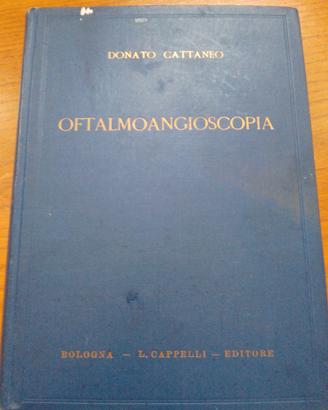 DONATO CATTANEO
OFTALMOANGIOSCOPIA
BOLOGNA – L. CAPPELLI – EDITORE